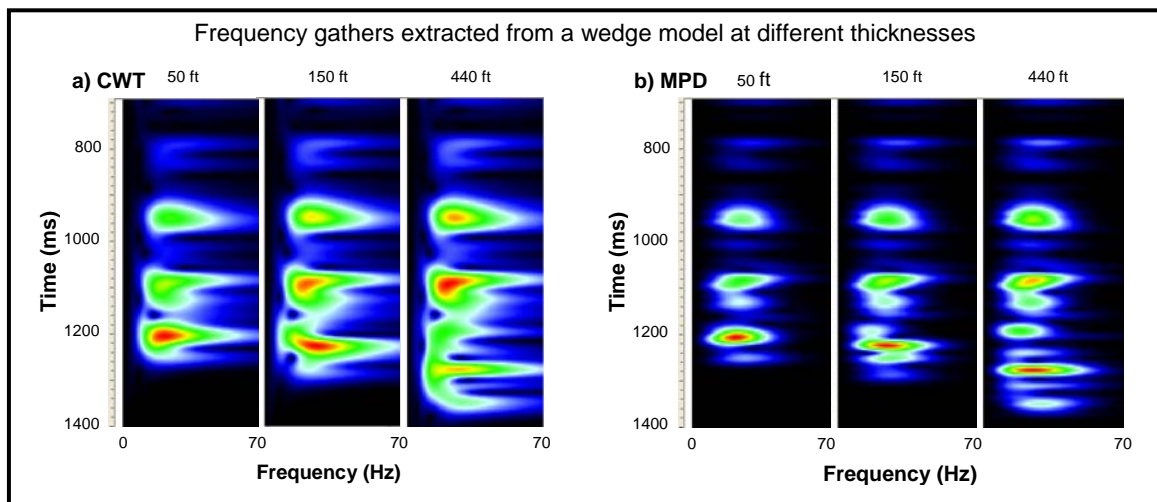 Frequency gathers extracted from a wedge model at different thicknesses
a) CWT
50 ft
150 ft
440 ft
Time (ms)
800
1000
1200
1400
0
70
70
70
Frequency (Hz)
b) MPD
50 ft
150 ft
440 ft
Time (ms)
800
1000
1200
1400
0
70
70
70
Frequency (Hz)